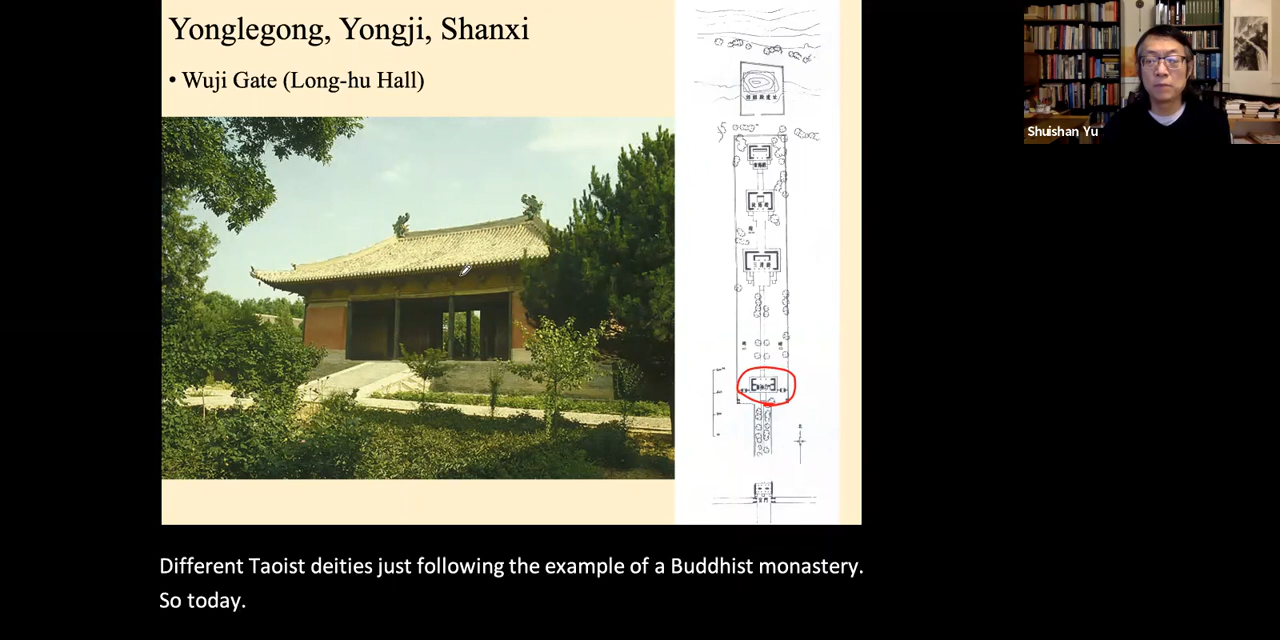 Yonglegong, Yongji, Shanxi
• Wuji Gate (Long-hu Hall)
Shuishan Yu
Different Taoist deities just following the example of a Buddhist monastery.
So today.